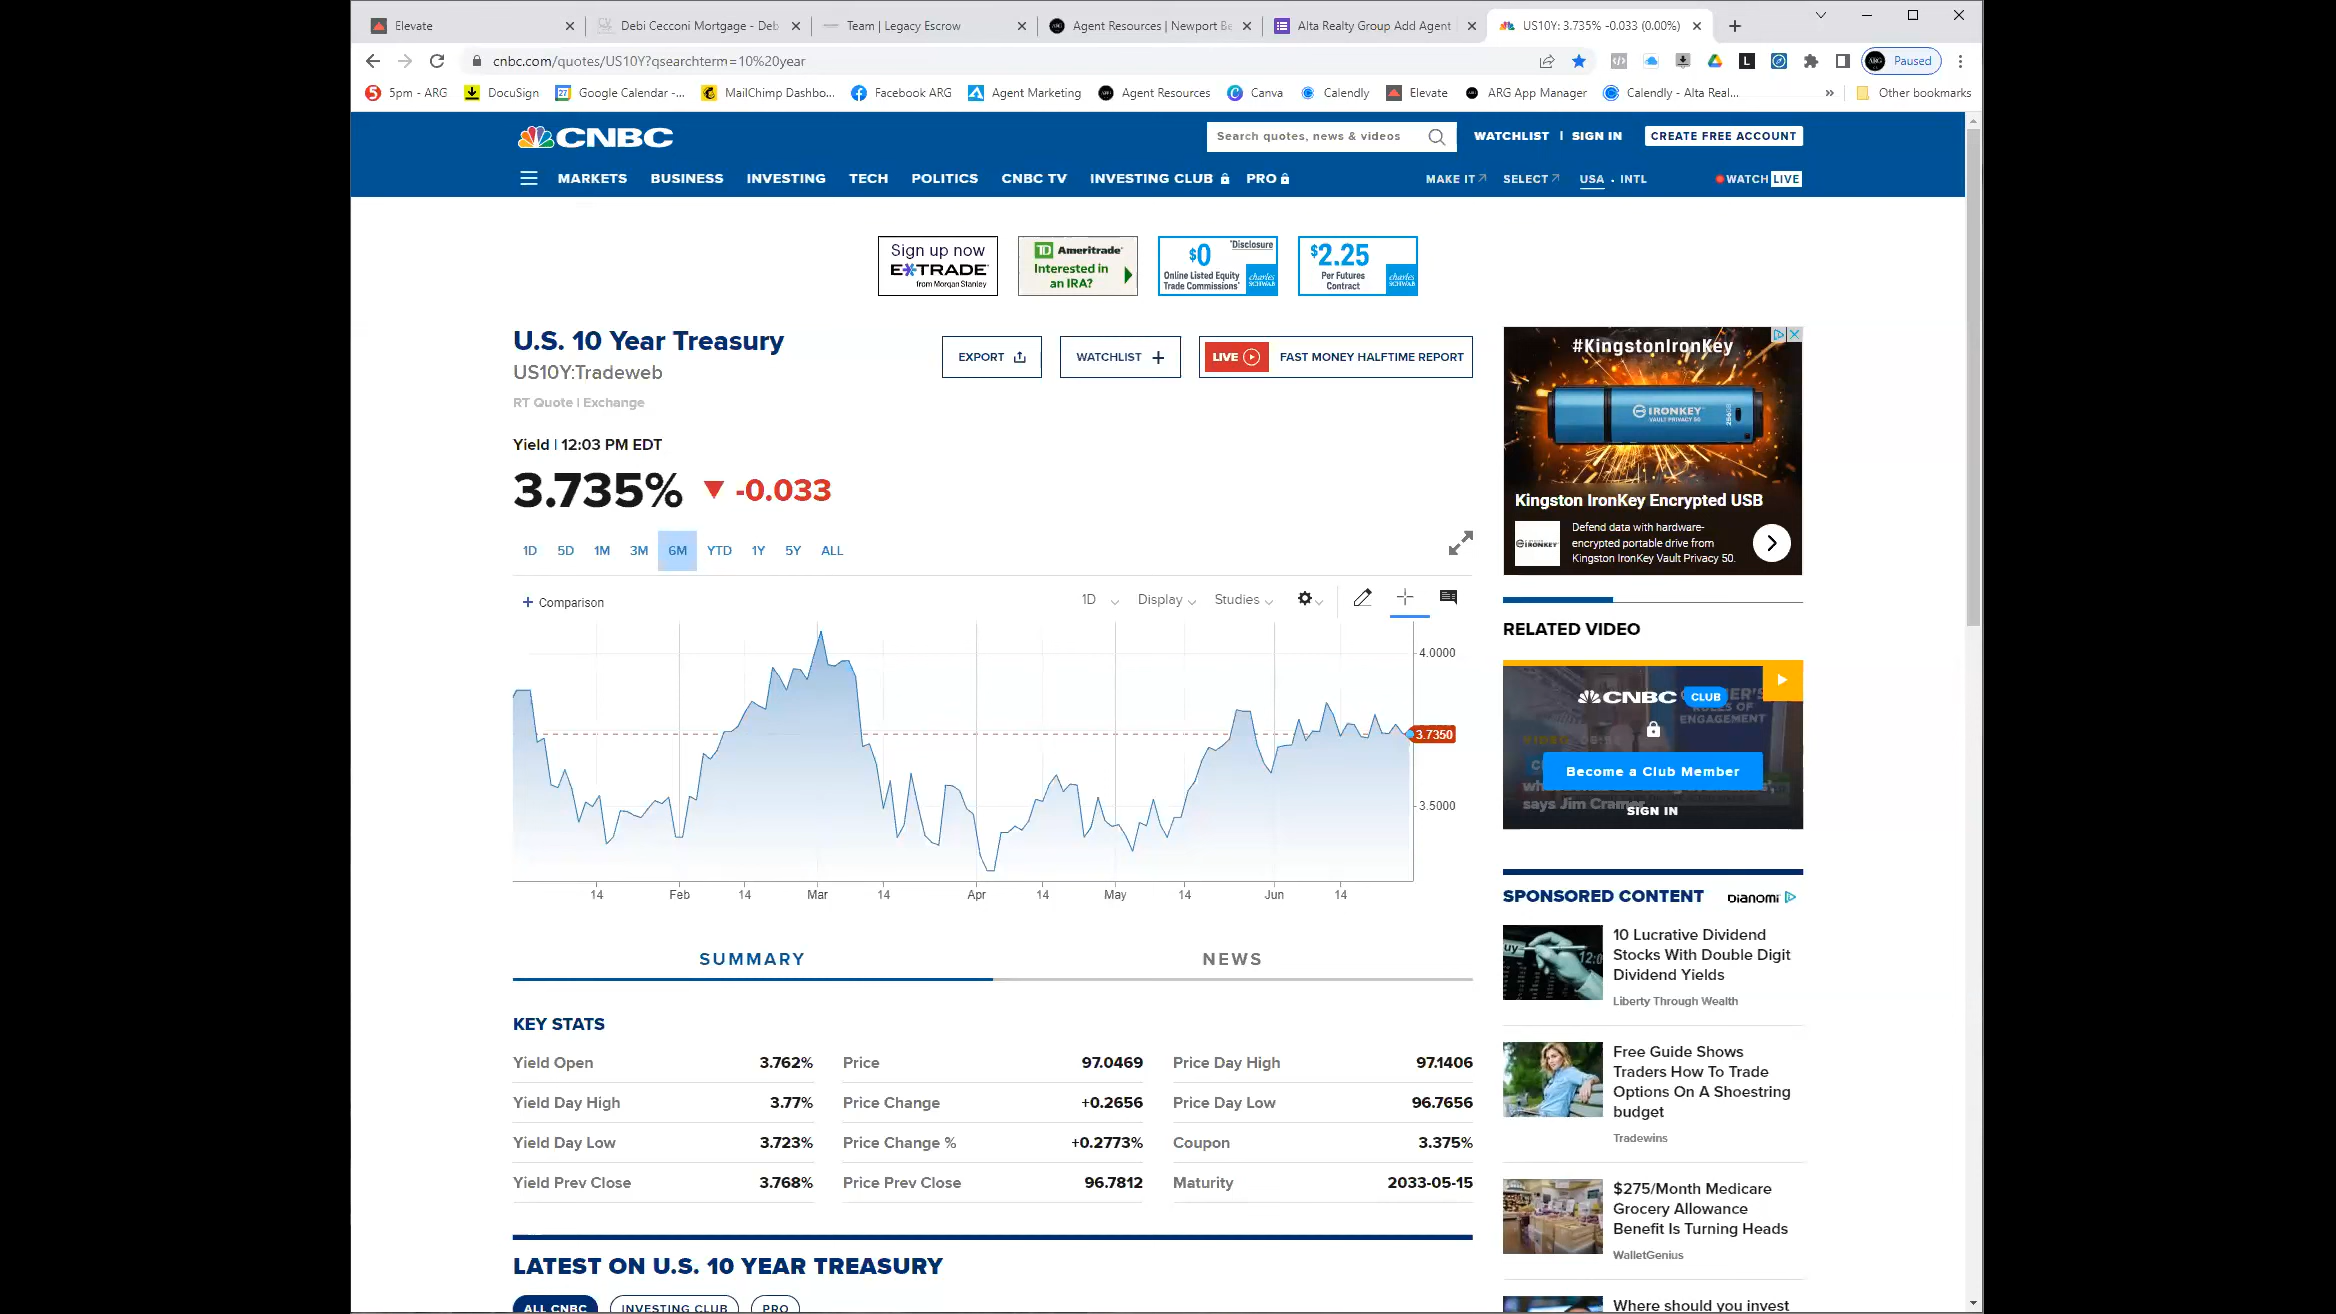 Elevate
Debi Cecconi Mortgage - Deb
Team | Legacy Escrow
Agent Resources | Newport Be
Alta Realty Group Add Agent
US10Y: 3.735% -0.033 (0.00%)
cnbc.com/quotes/US10Y?qsearchterm=10%20year
Paused
5pm - ARG
DocuSign
Google Calendar -...
MailChimp Dashbo...
Facebook ARG
Agent Marketing
Agent Resources
Canva
Calendly
Elevate
ARG App Manager
Calendly - Alta Real...
»
Other bookmarks
CNBC
Search quotes, news & videos
WATCHLIST | SIGN IN
CREATE FREE ACCOUNT
MARKETS
BUSINESS
INVESTING
TECH
POLITICS
CNBC TV
INVESTING CLUB
PRO
MAKE IT
SELECT
USA • INTL
WATCH LIVE
Sign up now
E*TRADE
from Morgan Stanley
TD Ameritrade
Interested in
an IRA?
$0
*Disclosure
Online Listed Equity
Trade Commissions*
charles
SCHWAB
$2.25
Per Futures
Contract
charles
SCHWAB
U.S. 10 Year Treasury
US10Y:Tradeweb
RT Quote | Exchange
EXPORT
WATCHLIST +
LIVE
FAST MONEY HALFTIME REPORT
Yield | 12:03 PM EDT
3.735% ▼ -0.033
1D 5D 1M 3M 6M YTD 1Y 5Y ALL
+ Comparison
1D
Display
Studies
4.0000
3.7350
3.5000
14 Feb 14 Mar 14 Apr 14 May 14 Jun 14
#KingstonIronKey
IRONKEY
VAULT PRIVACY 50
256GB
Kingston IronKey Encrypted USB
IRONKEY
Defend data with hardware-
encrypted portable drive from
Kingston IronKey Vault Privacy 50.
RELATED VIDEO
CNBC CLUB
ENGAGEMENT
Become a Club Member
says Jim Cramer
SIGN IN
SPONSORED CONTENT
DIANOMI
10 Lucrative Dividend
Stocks With Double Digit
Dividend Yields
Liberty Through Wealth
Free Guide Shows
Traders How To Trade
Options On A Shoestring
budget
Tradewins
$275/Month Medicare
Grocery Allowance
Benefit Is Turning Heads
WalletGenius
Where should you invest
SUMMARY
NEWS
KEY STATS
Yield Open 3.762%
Price 97.0469
Price Day High 97.1406
Yield Day High 3.77%
Price Change +0.2656
Price Day Low 96.7656
Yield Day Low 3.723%
Price Change % +0.2773%
Coupon 3.375%
Yield Prev Close 3.768%
Price Prev Close 96.7812
Maturity 2033-05-15
LATEST ON U.S. 10 YEAR TREASURY
ALL CNBC
INVESTING CLUB
PRO